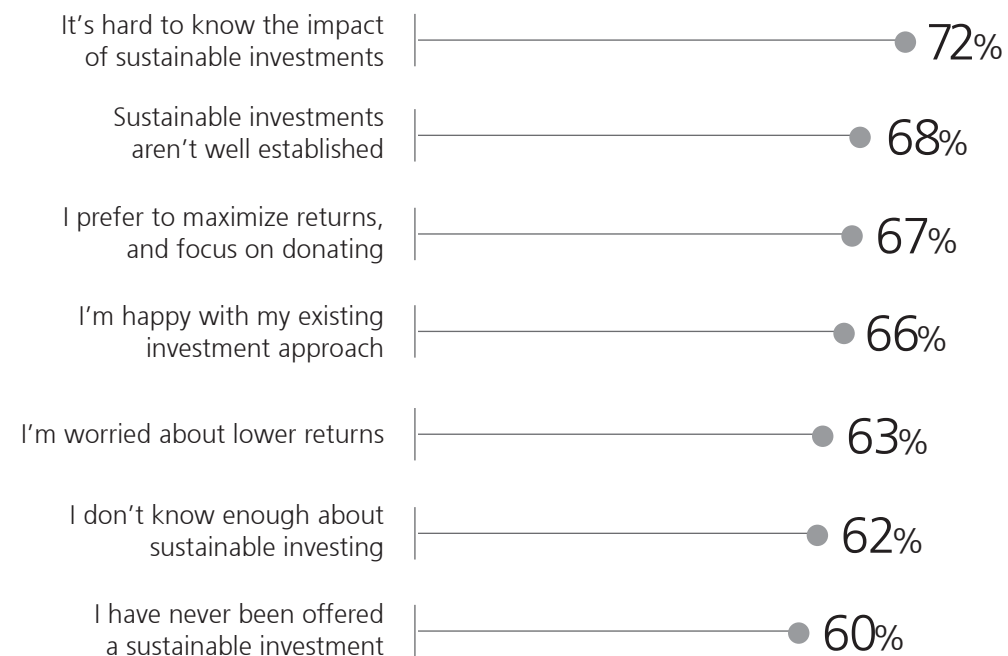 It’s hard to know the impact
of sustainable investments
72%
Sustainable investments
aren’t well established
68%
I prefer to maximize returns,
and focus on donating
67%
I’m happy with my existing
investment approach
66%
I’m worried about lower returns
63%
I don’t know enough about
sustainable investing
62%
I have never been offered
a sustainable investment
60%